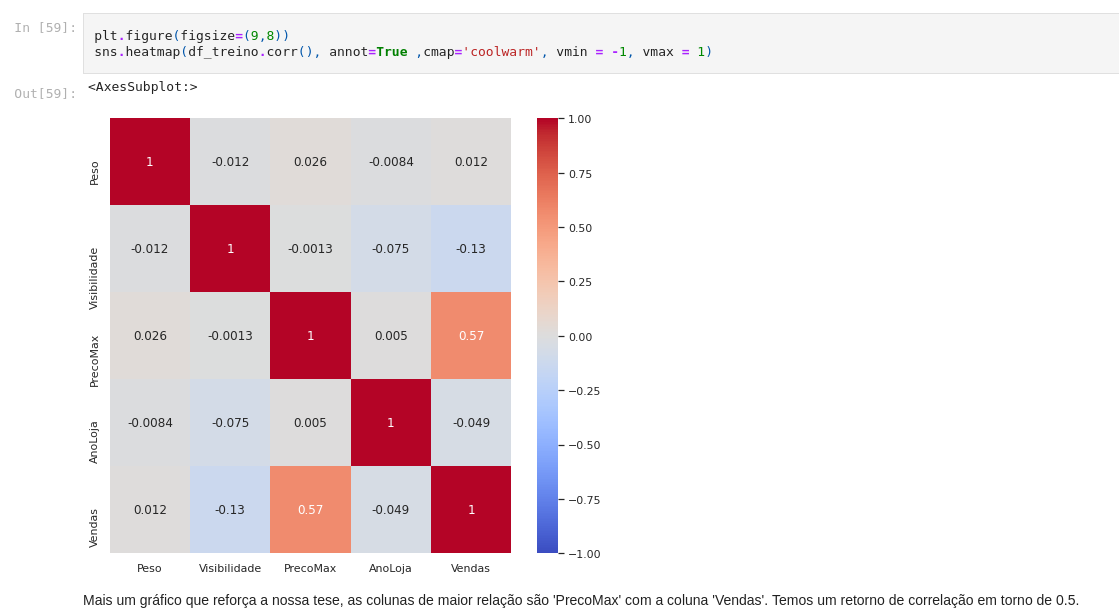 In [59]:
plt.figure(figsize=(9,8))
sns.heatmap(df_treino.corr(), annot=True ,cmap='coolwarm', vmin = -1, vmax = 1)
Out[59]:
<AxesSubplot:>
Peso 1 -0.012 0.026 -0.0084 0.012
Visibilidade -0.012 1 -0.0013 -0.075 -0.13
PrecoMax 0.026 -0.0013 1 0.005 0.57
AnoLoja -0.0084 -0.075 0.005 1 -0.049
Vendas 0.012 -0.13 0.57 -0.049 1
Peso Visibilidade PrecoMax AnoLoja Vendas
1.00
0.75
0.50
0.25
0.00
−0.25
−0.50
−0.75
−1.00
Mais um gráfico que reforça a nossa tese, as colunas de maior relação são 'PrecoMax' com a coluna 'Vendas'. Temos um retorno de correlação em torno de 0.5.